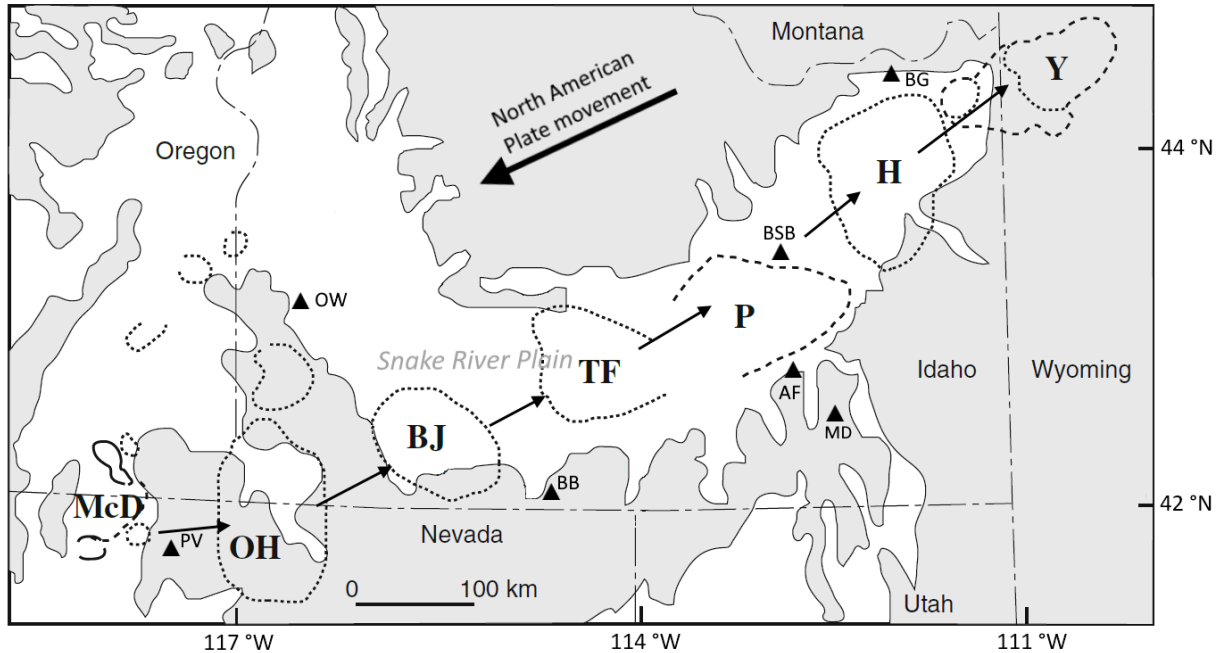 Montana
Y
BG
North American
Plate movement
Oregon
44 °N
H
BSB
OW
P
Snake River Plain
TF
Idaho
Wyoming
AF
BJ
MD
BB
McD
42 °N
PV
OH
Nevada
0
100 km
Utah
117 °W
114 °W
111 °W